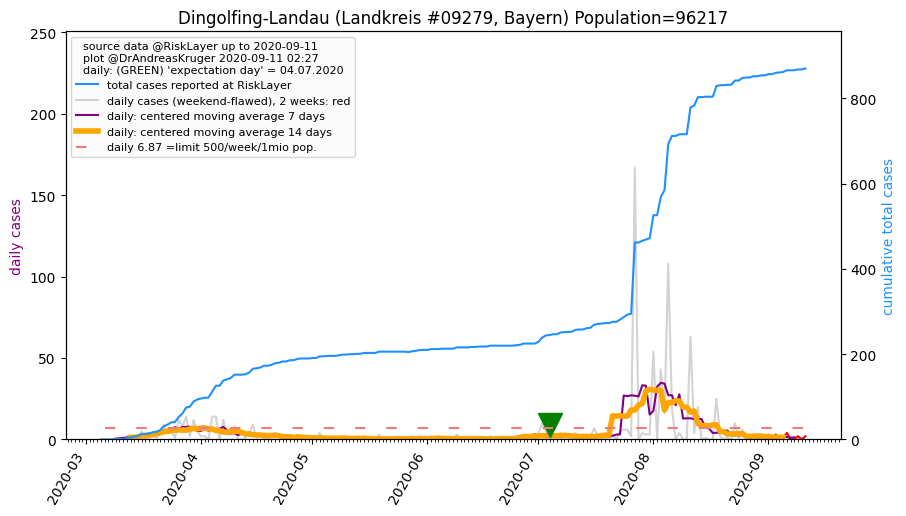 Dingolfing-Landau (Landkreis #09279, Bayern) Population=96217
source data @RiskLayer up to 2020-09-11
plot @DrAndreasKruger 2020-09-11 02:27
daily: (GREEN) 'expectation day' = 04.07.2020
total cases reported at RiskLayer
daily cases (weekend-flawed), 2 weeks: red
daily: centered moving average 7 days
daily: centered moving average 14 days
daily 6.87 =limit 500/week/1mio pop.
daily cases
250
200
150
100
50
0
cumulative total cases
800
600
400
200
0
2020-03
2020-04
2020-05
2020-06
2020-07
2020-08
2020-09